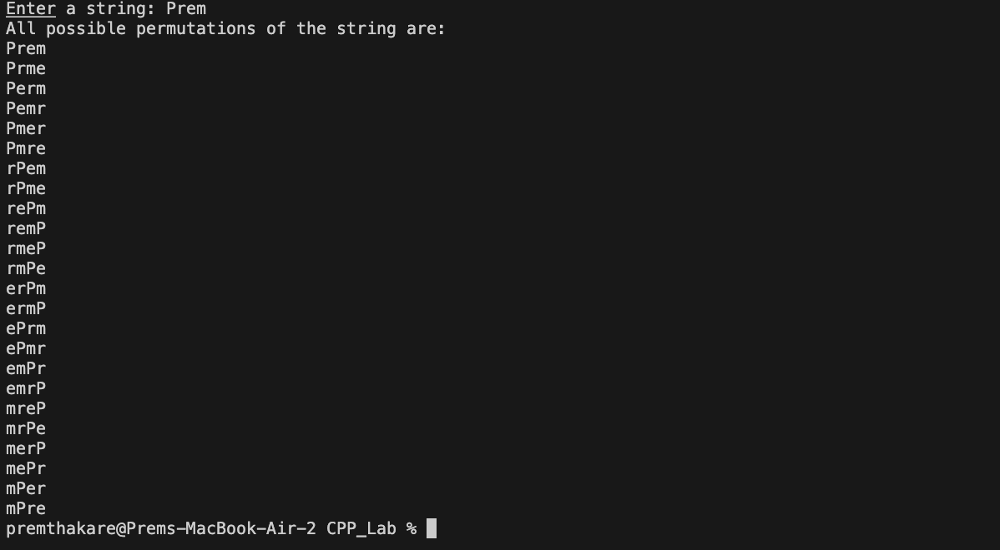 Enter a string: Prem
All possible permutations of the string are:
Prem
Prme
Perm
Pemr
Pmer
Pmre
rPem
rPme
rePm
remP
rmeP
rmPe
erPm
ermP
ePrm
ePmr
emPr
emrP
mreP
mrPe
merP
mePr
mPer
mPre
premthakare@Prems-MacBook-Air-2 CPP_Lab %